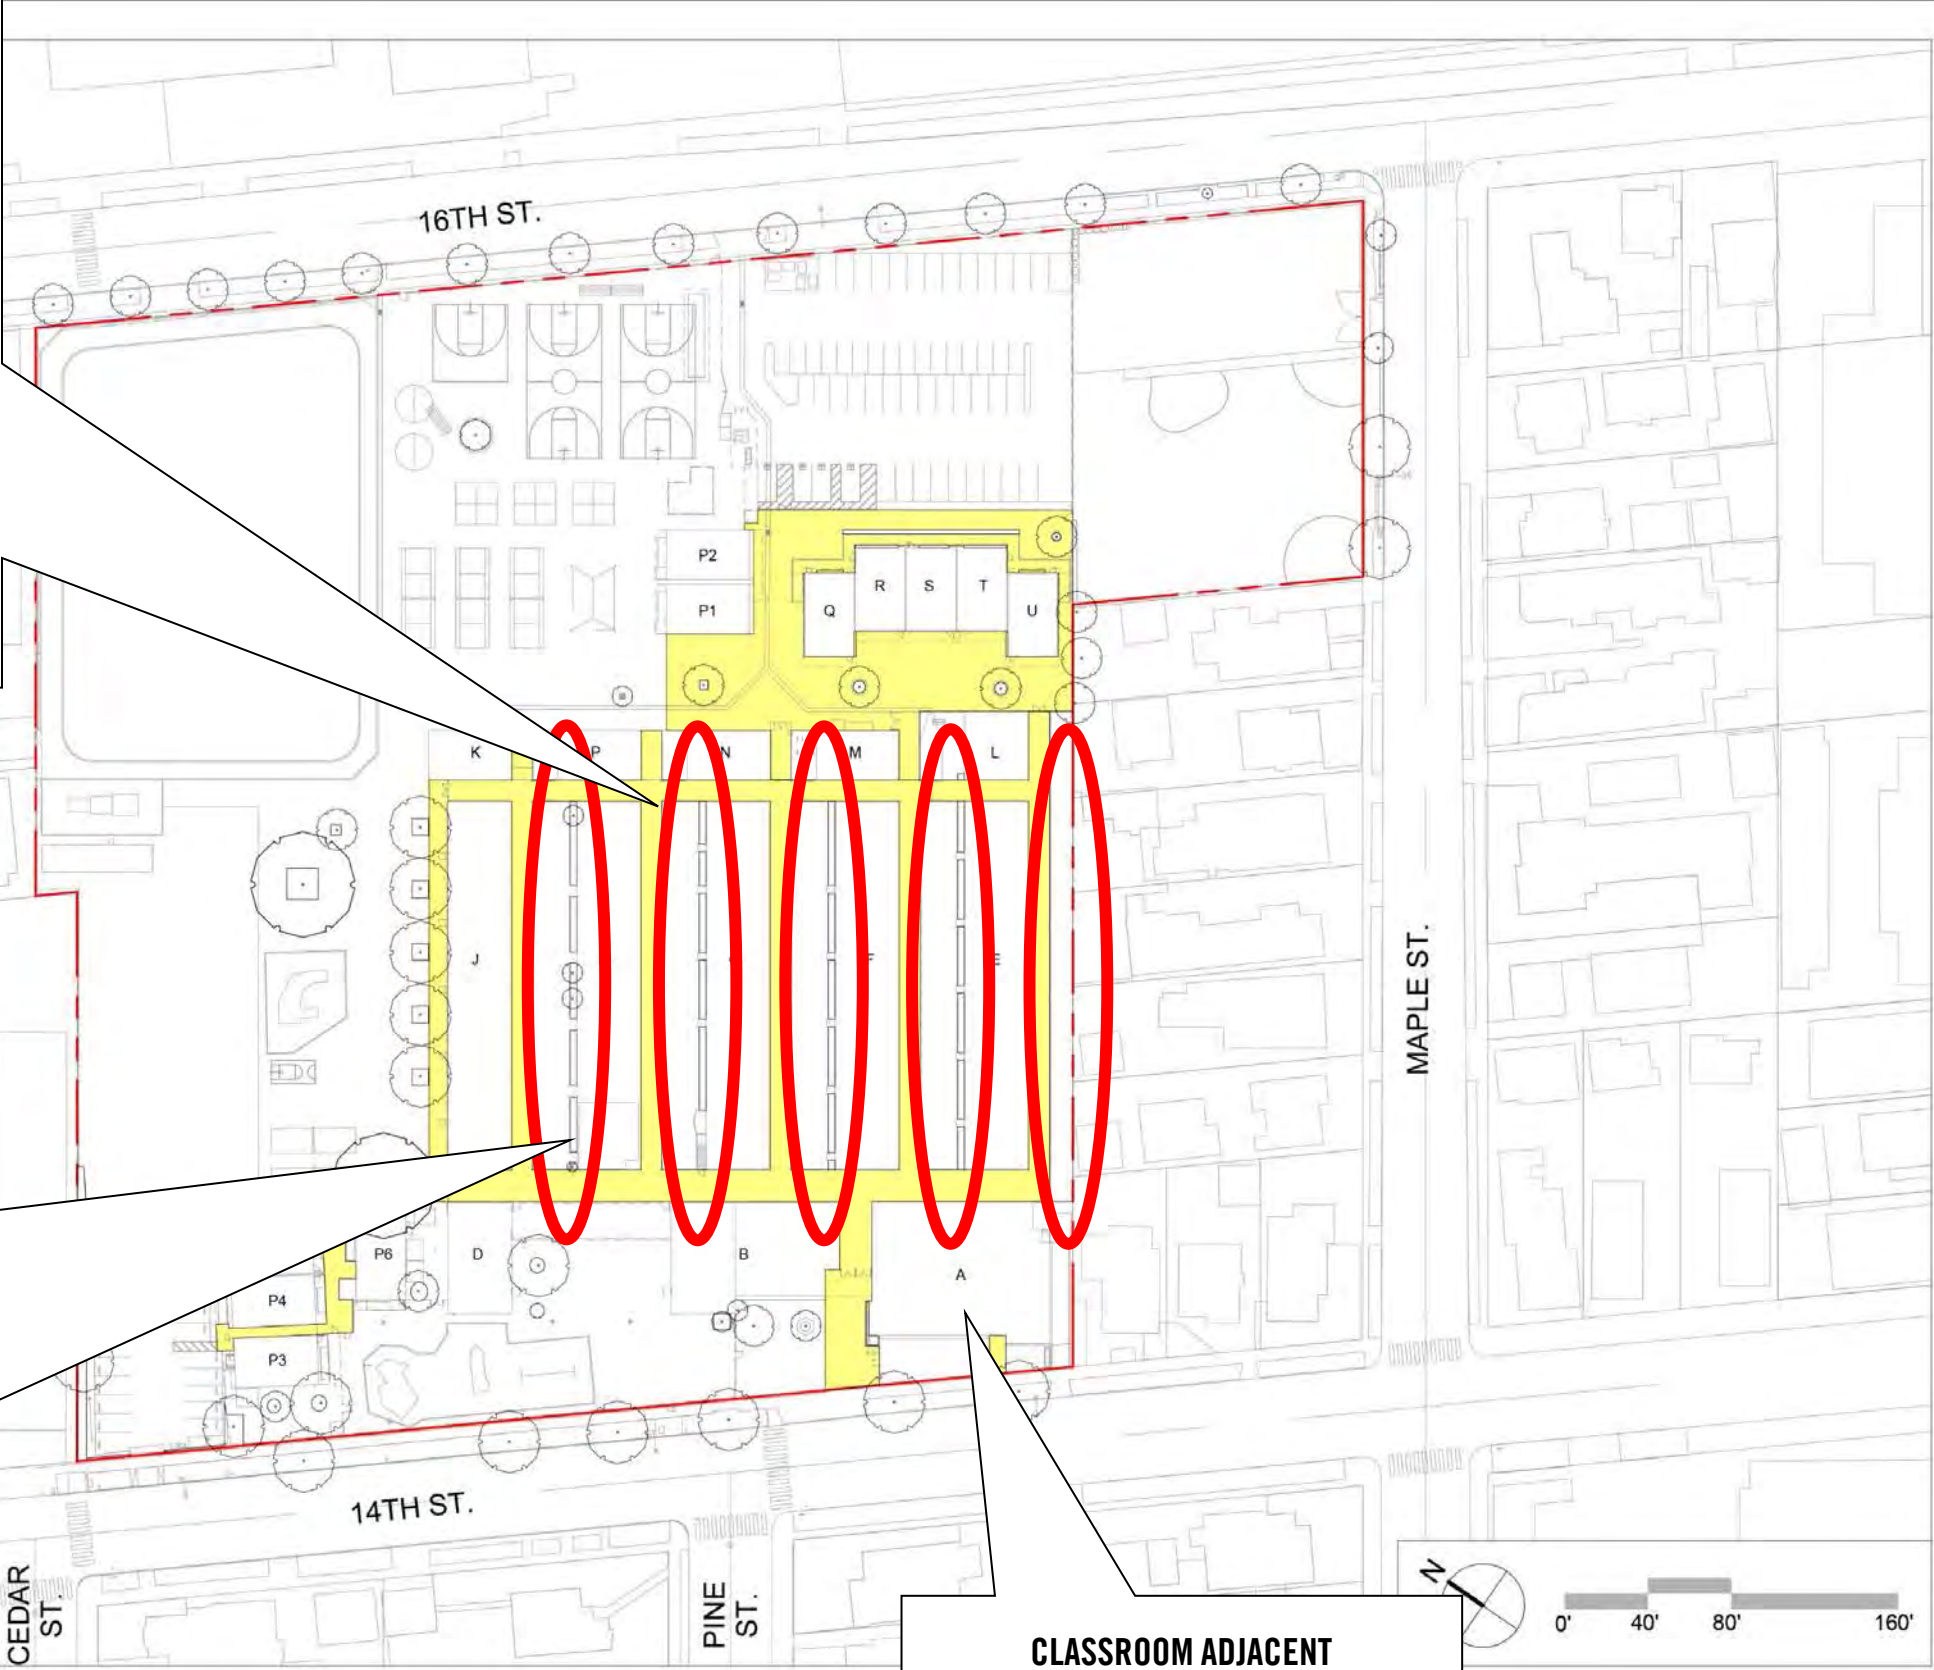 16TH ST.
P2
P1
R
S
T
Q
U
K
P
N
M
L
J
F
E
MAPLE ST.
P6
D
B
A
P4
P3
14TH ST.
CEDAR
ST.
PINE
ST.
N
0'
40'
80'
160'
CLASSROOM ADJACENT